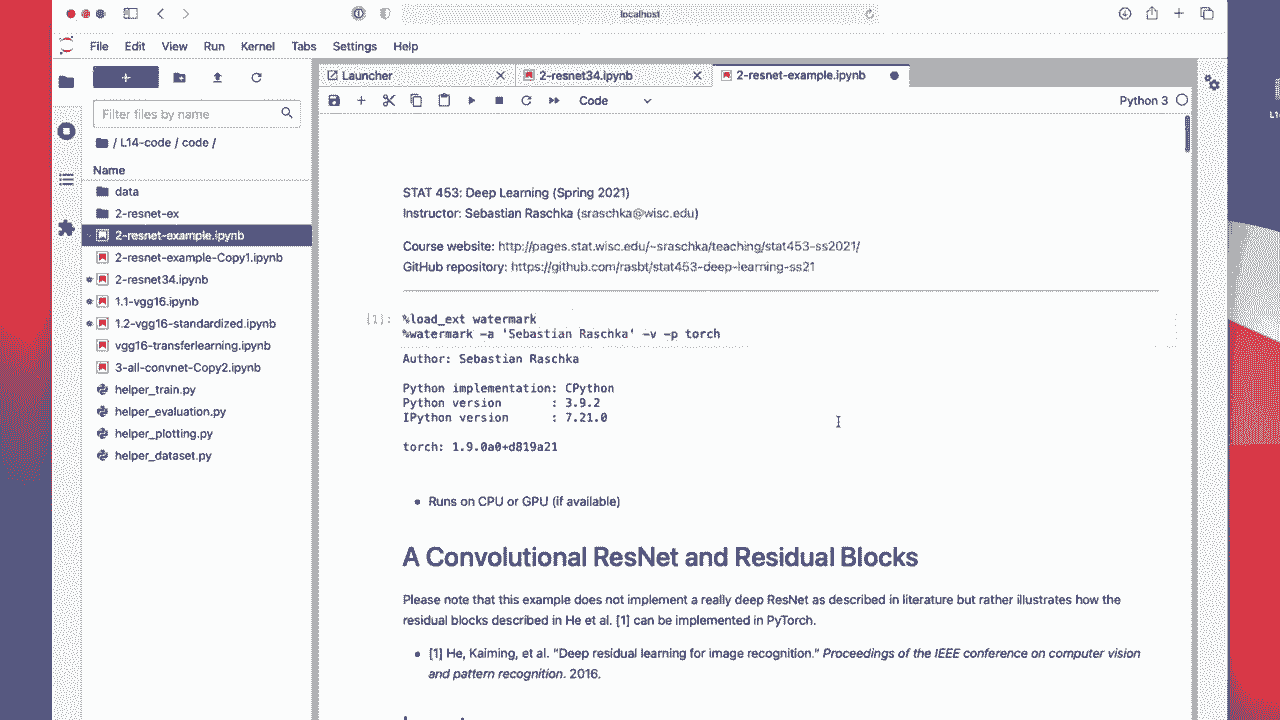 localhost
File Edit View Run Kernel Tabs Settings Help
Launcher
2-resnet34.ipynb
2-resnet-example.ipynb
Code
Python 3
Filter files by name
/ L14-code / code /
Name
data
2-resnet-ex
2-resnet-example.ipynb
2-resnet-example-Copy1.ipynb
2-resnet34.ipynb
1.1-vgg16.ipynb
1.2-vgg16-standardized.ipynb
vgg16-transferlearning.ipynb
3-all-convnet-Copy2.ipynb
helper_train.py
helper_evaluation.py
helper_plotting.py
helper_dataset.py
STAT 453: Deep Learning (Spring 2021)
Instructor: Sebastian Raschka (sraschka@wisc.edu)
Course website: http://pages.stat.wisc.edu/~sraschka/teaching/stat453-ss2021/
GitHub repository: https://github.com/rasbt/stat453-deep-learning-ss21
[1]: %load_ext watermark
%watermark -a 'Sebastian Raschka' -v -p torch
Author: Sebastian Raschka
Python implementation: CPython
Python version : 3.9.2
IPython version : 7.21.0
torch: 1.9.0a0+d819a21
• Runs on CPU or GPU (if available)
A Convolutional ResNet and Residual Blocks
Please note that this example does not implement a really deep ResNet as described in literature but rather illustrates how the
residual blocks described in He et al. [1] can be implemented in PyTorch.
• [1] He, Kaiming, et al. "Deep residual learning for image recognition." Proceedings of the IEEE conference on computer vision
and pattern recognition. 2016.